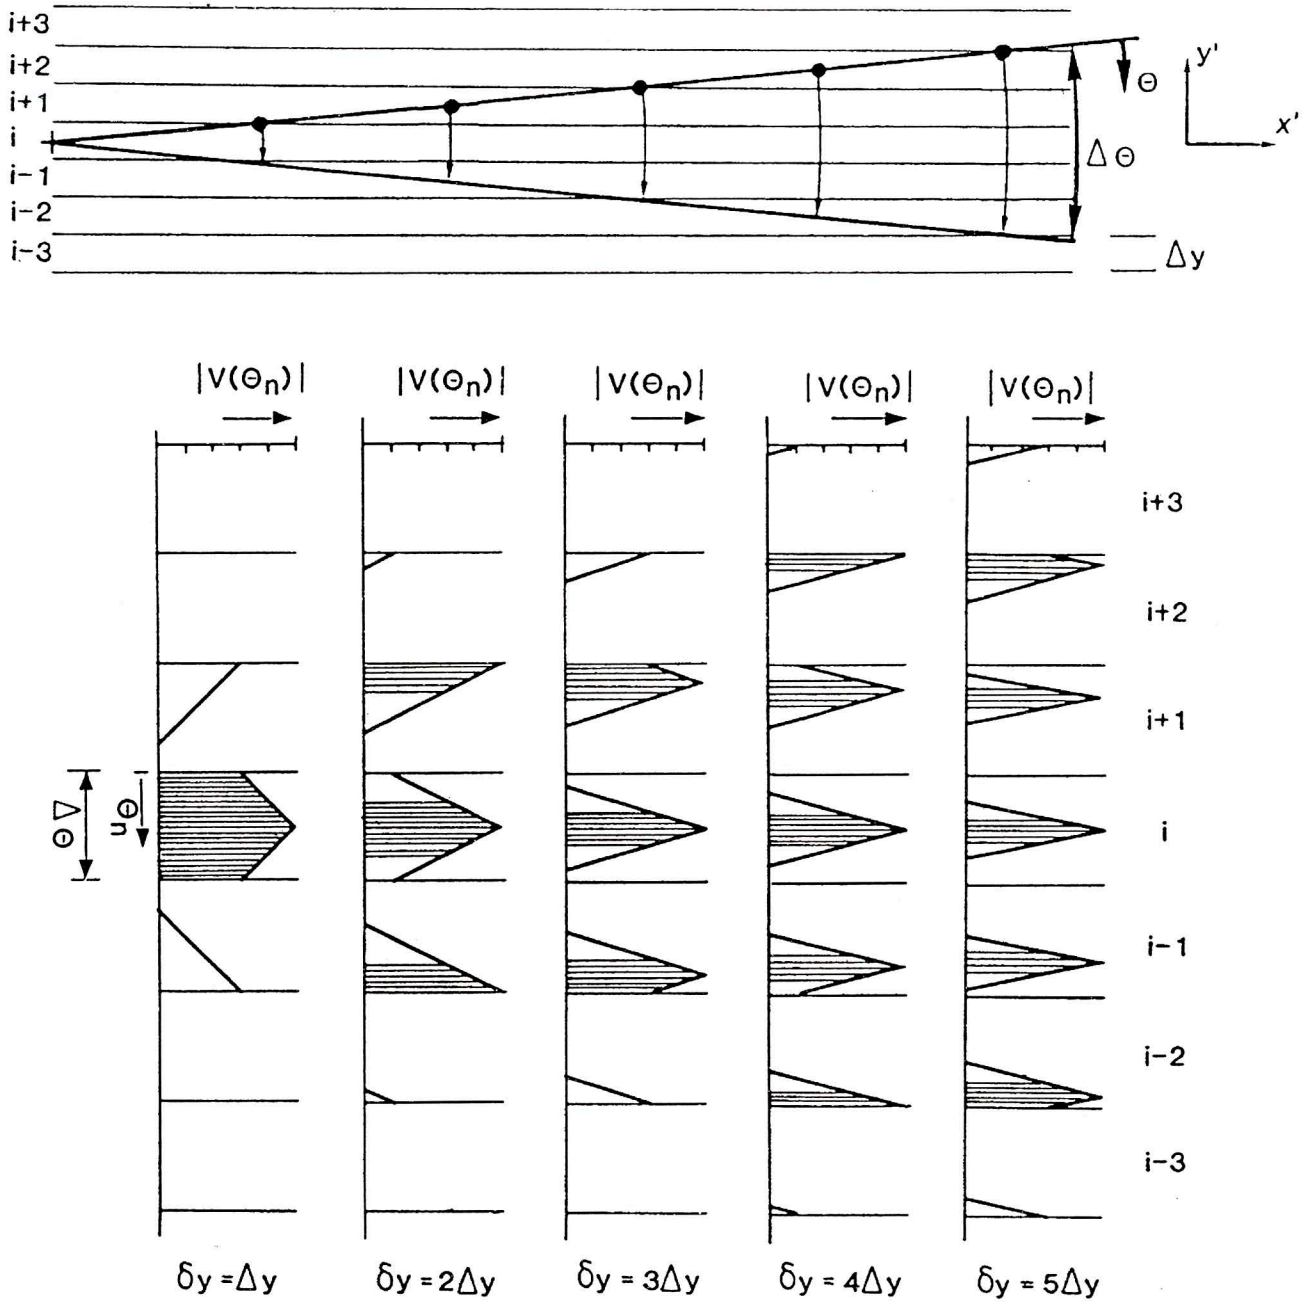 i+3
i+2
i+1
i
i-1
i-2
i-3
Θ
ΔΘ
Δy
y'
x'
|V(Θn)| |V(Θn)| |V(Θn)| |V(Θn)| |V(Θn)|
i+3
i+2
i+1
ΔΘ Θn
i
i-1
i-2
i-3
δy = Δy δy = 2Δy δy = 3Δy δy = 4Δy δy = 5Δy